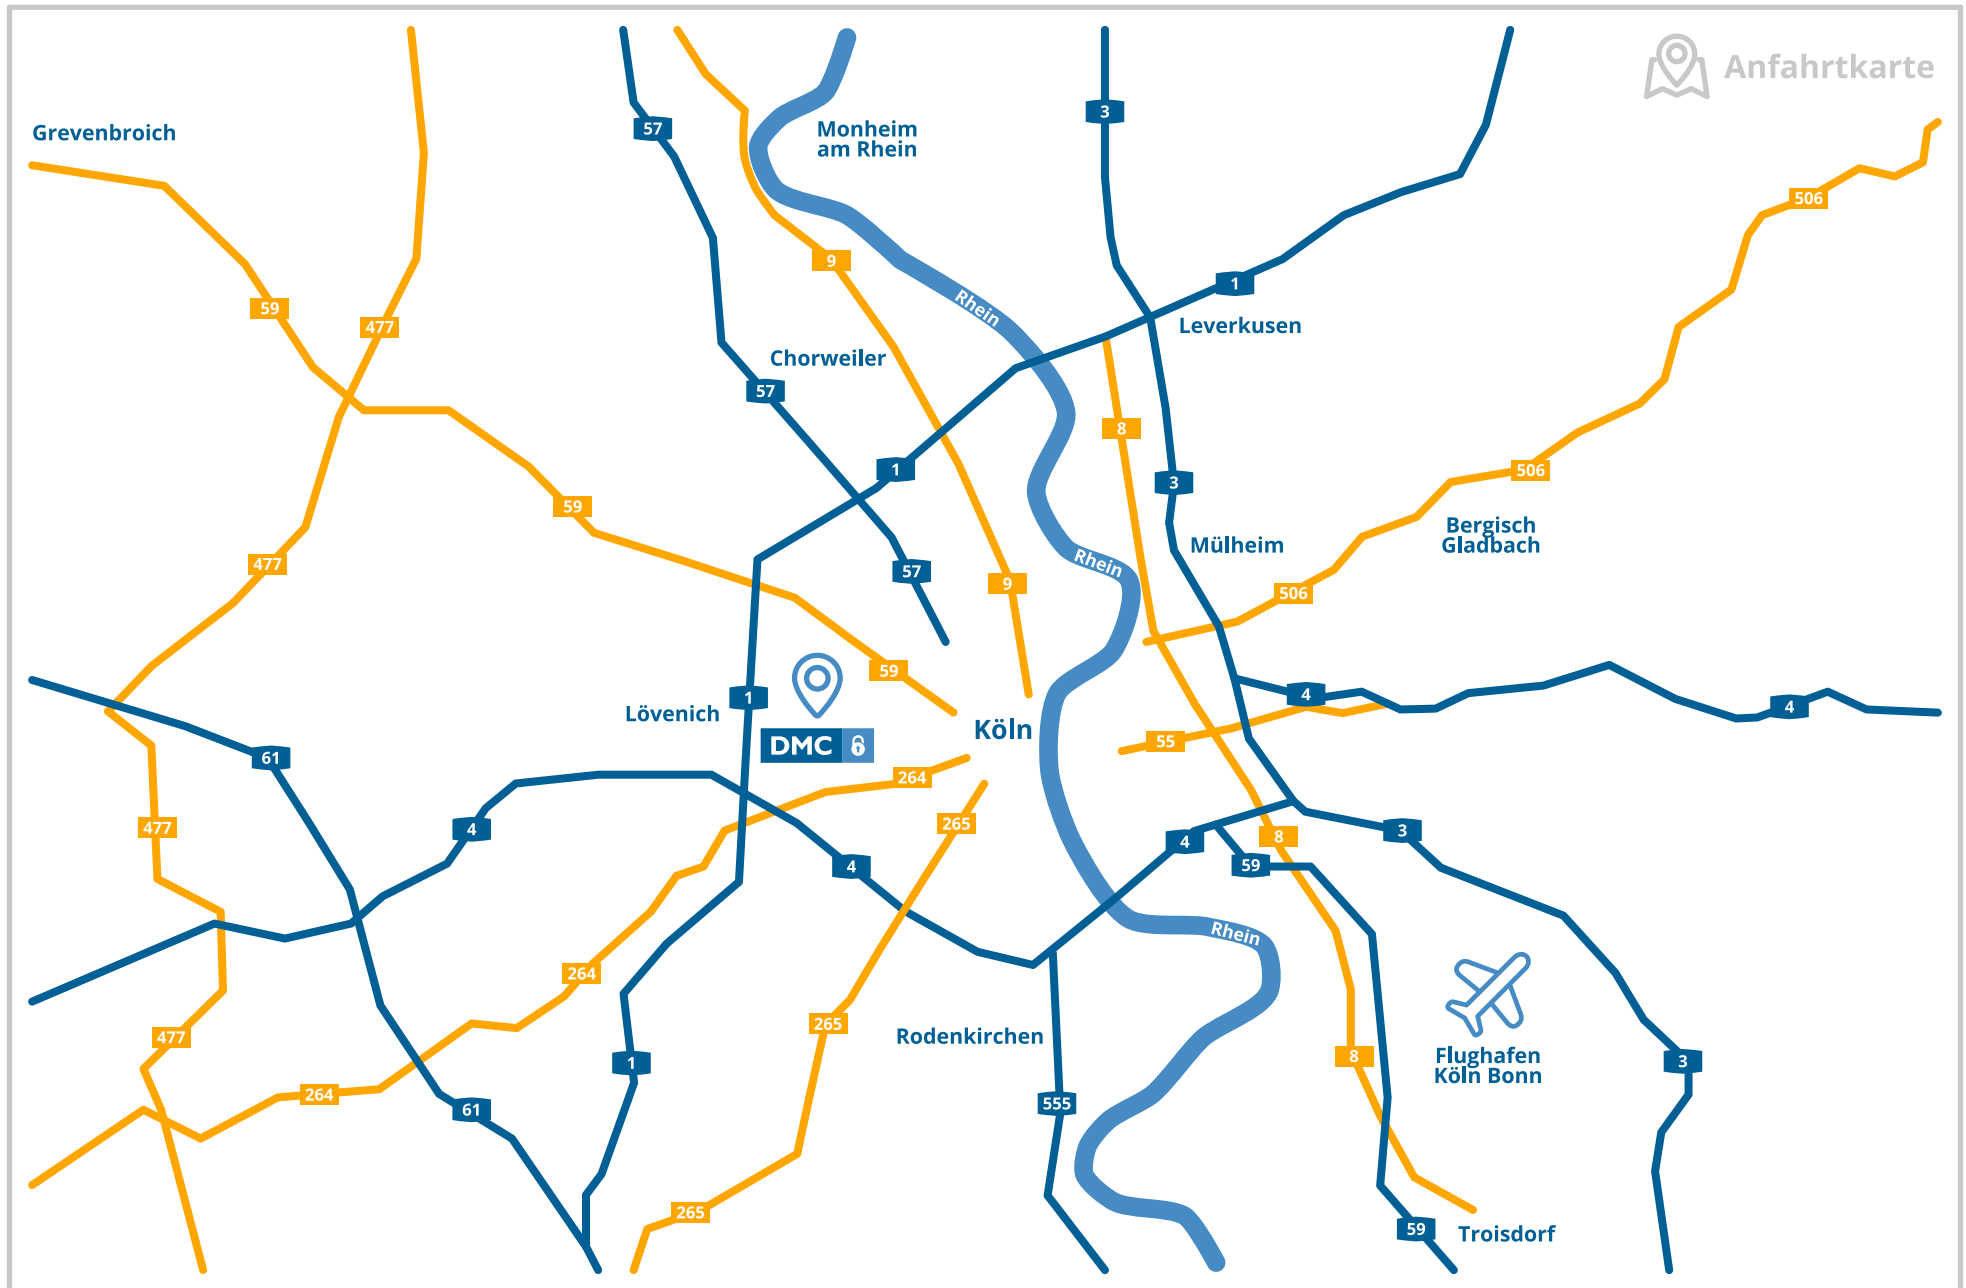 Anfahrtkarte
3
Grevenbroich
57
Monheim
am Rhein
506
9
1
59
Rhein
477
Leverkusen
Chorweiler
57
8
1
506
3
59
Bergisch
Gladbach
Mülheim
477
Rhein
57
9
506
59
4
1
4
Lövenich
Köln
55
61
DMC
264
265
477
4
3
8
4
4
59
Rhein
264
265
477
Rodenkirchen
Flughafen
Köln Bonn
8
3
1
264
555
61
265
59
Troisdorf